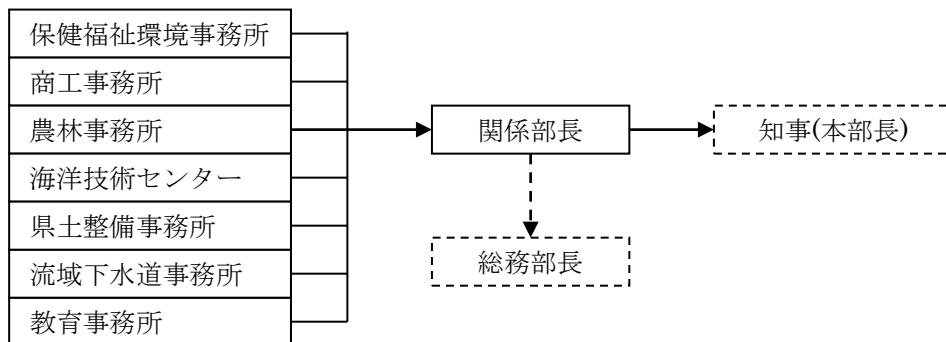 保健福祉環境事務所
商工事務所
農林事務所
海洋技術センター
県土整備事務所
流域下水道事務所
教育事務所
関係部長
知事(本部長)
総務部長